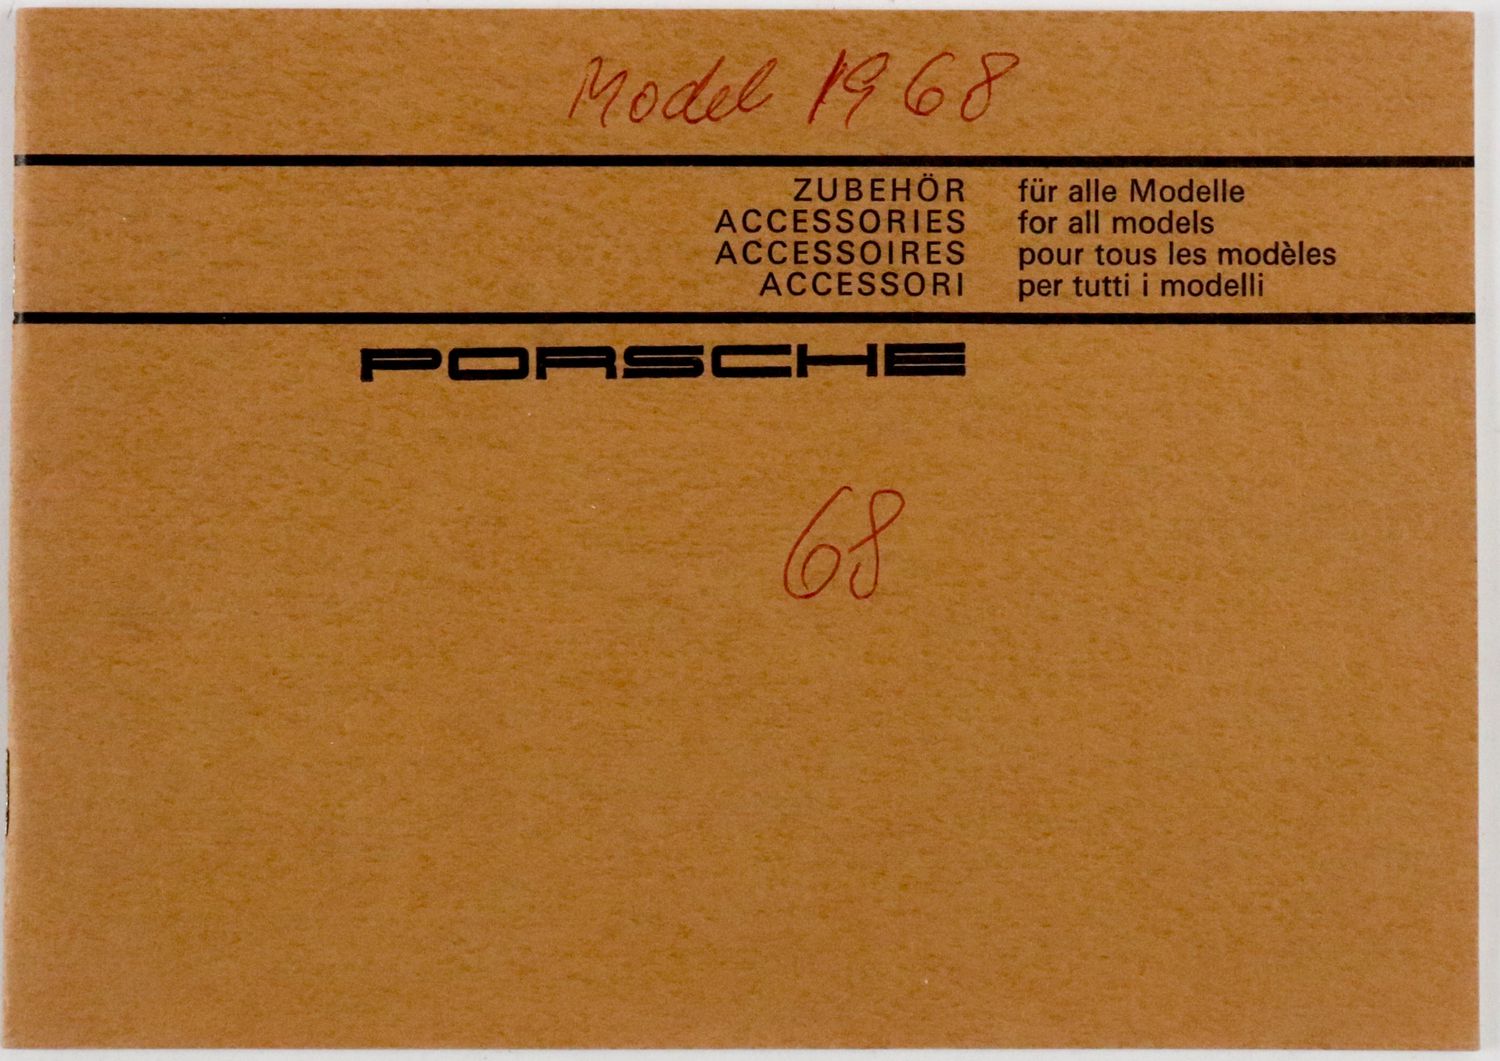 Model 1968
ZUBEHÖR für alle Modelle
ACCESSORIES for all models
ACCESSOIRES pour tous les modèles
ACCESSORI per tutti i modelli
PORSCHE
68